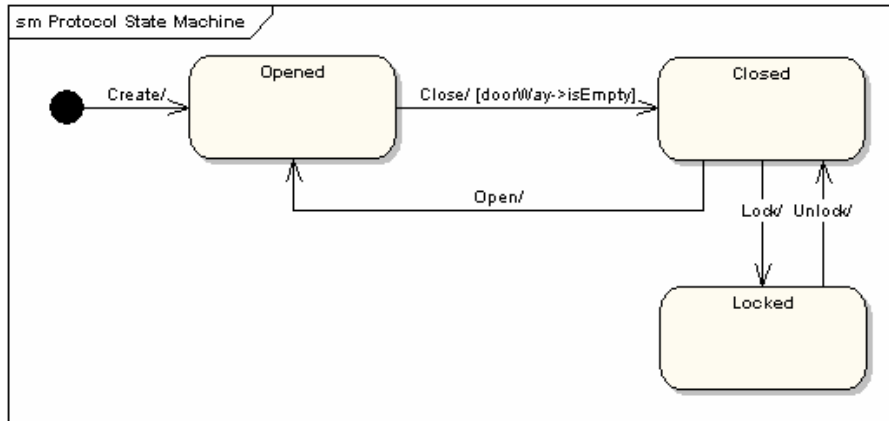 sm Protocol State Machine
Opened
Closed
Create/
Close/ [doorWay->isEmpty]
Open/
Lock/
Unlock/
Locked